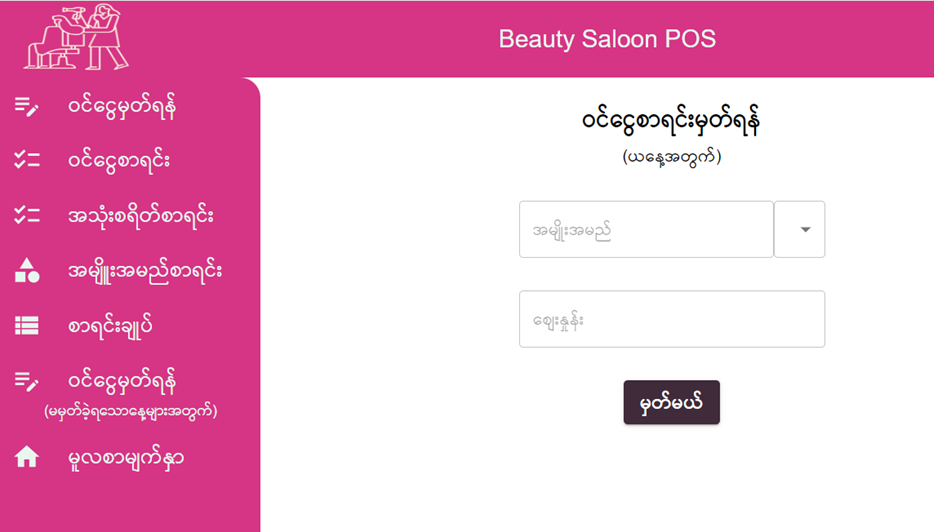 Beauty Saloon POS
ဝင်ငွေမှတ်ရန်
ဝင်ငွေစာရင်း
အသုံးစရိတ်စာရင်း
အမျိူးအမည်စာရင်း
စာရင်းချုပ်
ဝင်ငွေမှတ်ရန်
(မမှတ်ခဲ့ရသောနေ့များအတွက်)
မူလစာမျက်နှာ
ဝင်ငွေစာရင်းမှတ်ရန်
(ယနေ့အတွက်)
အမျိုးအမည်
ဈေးနှုန်း
မှတ်မယ်